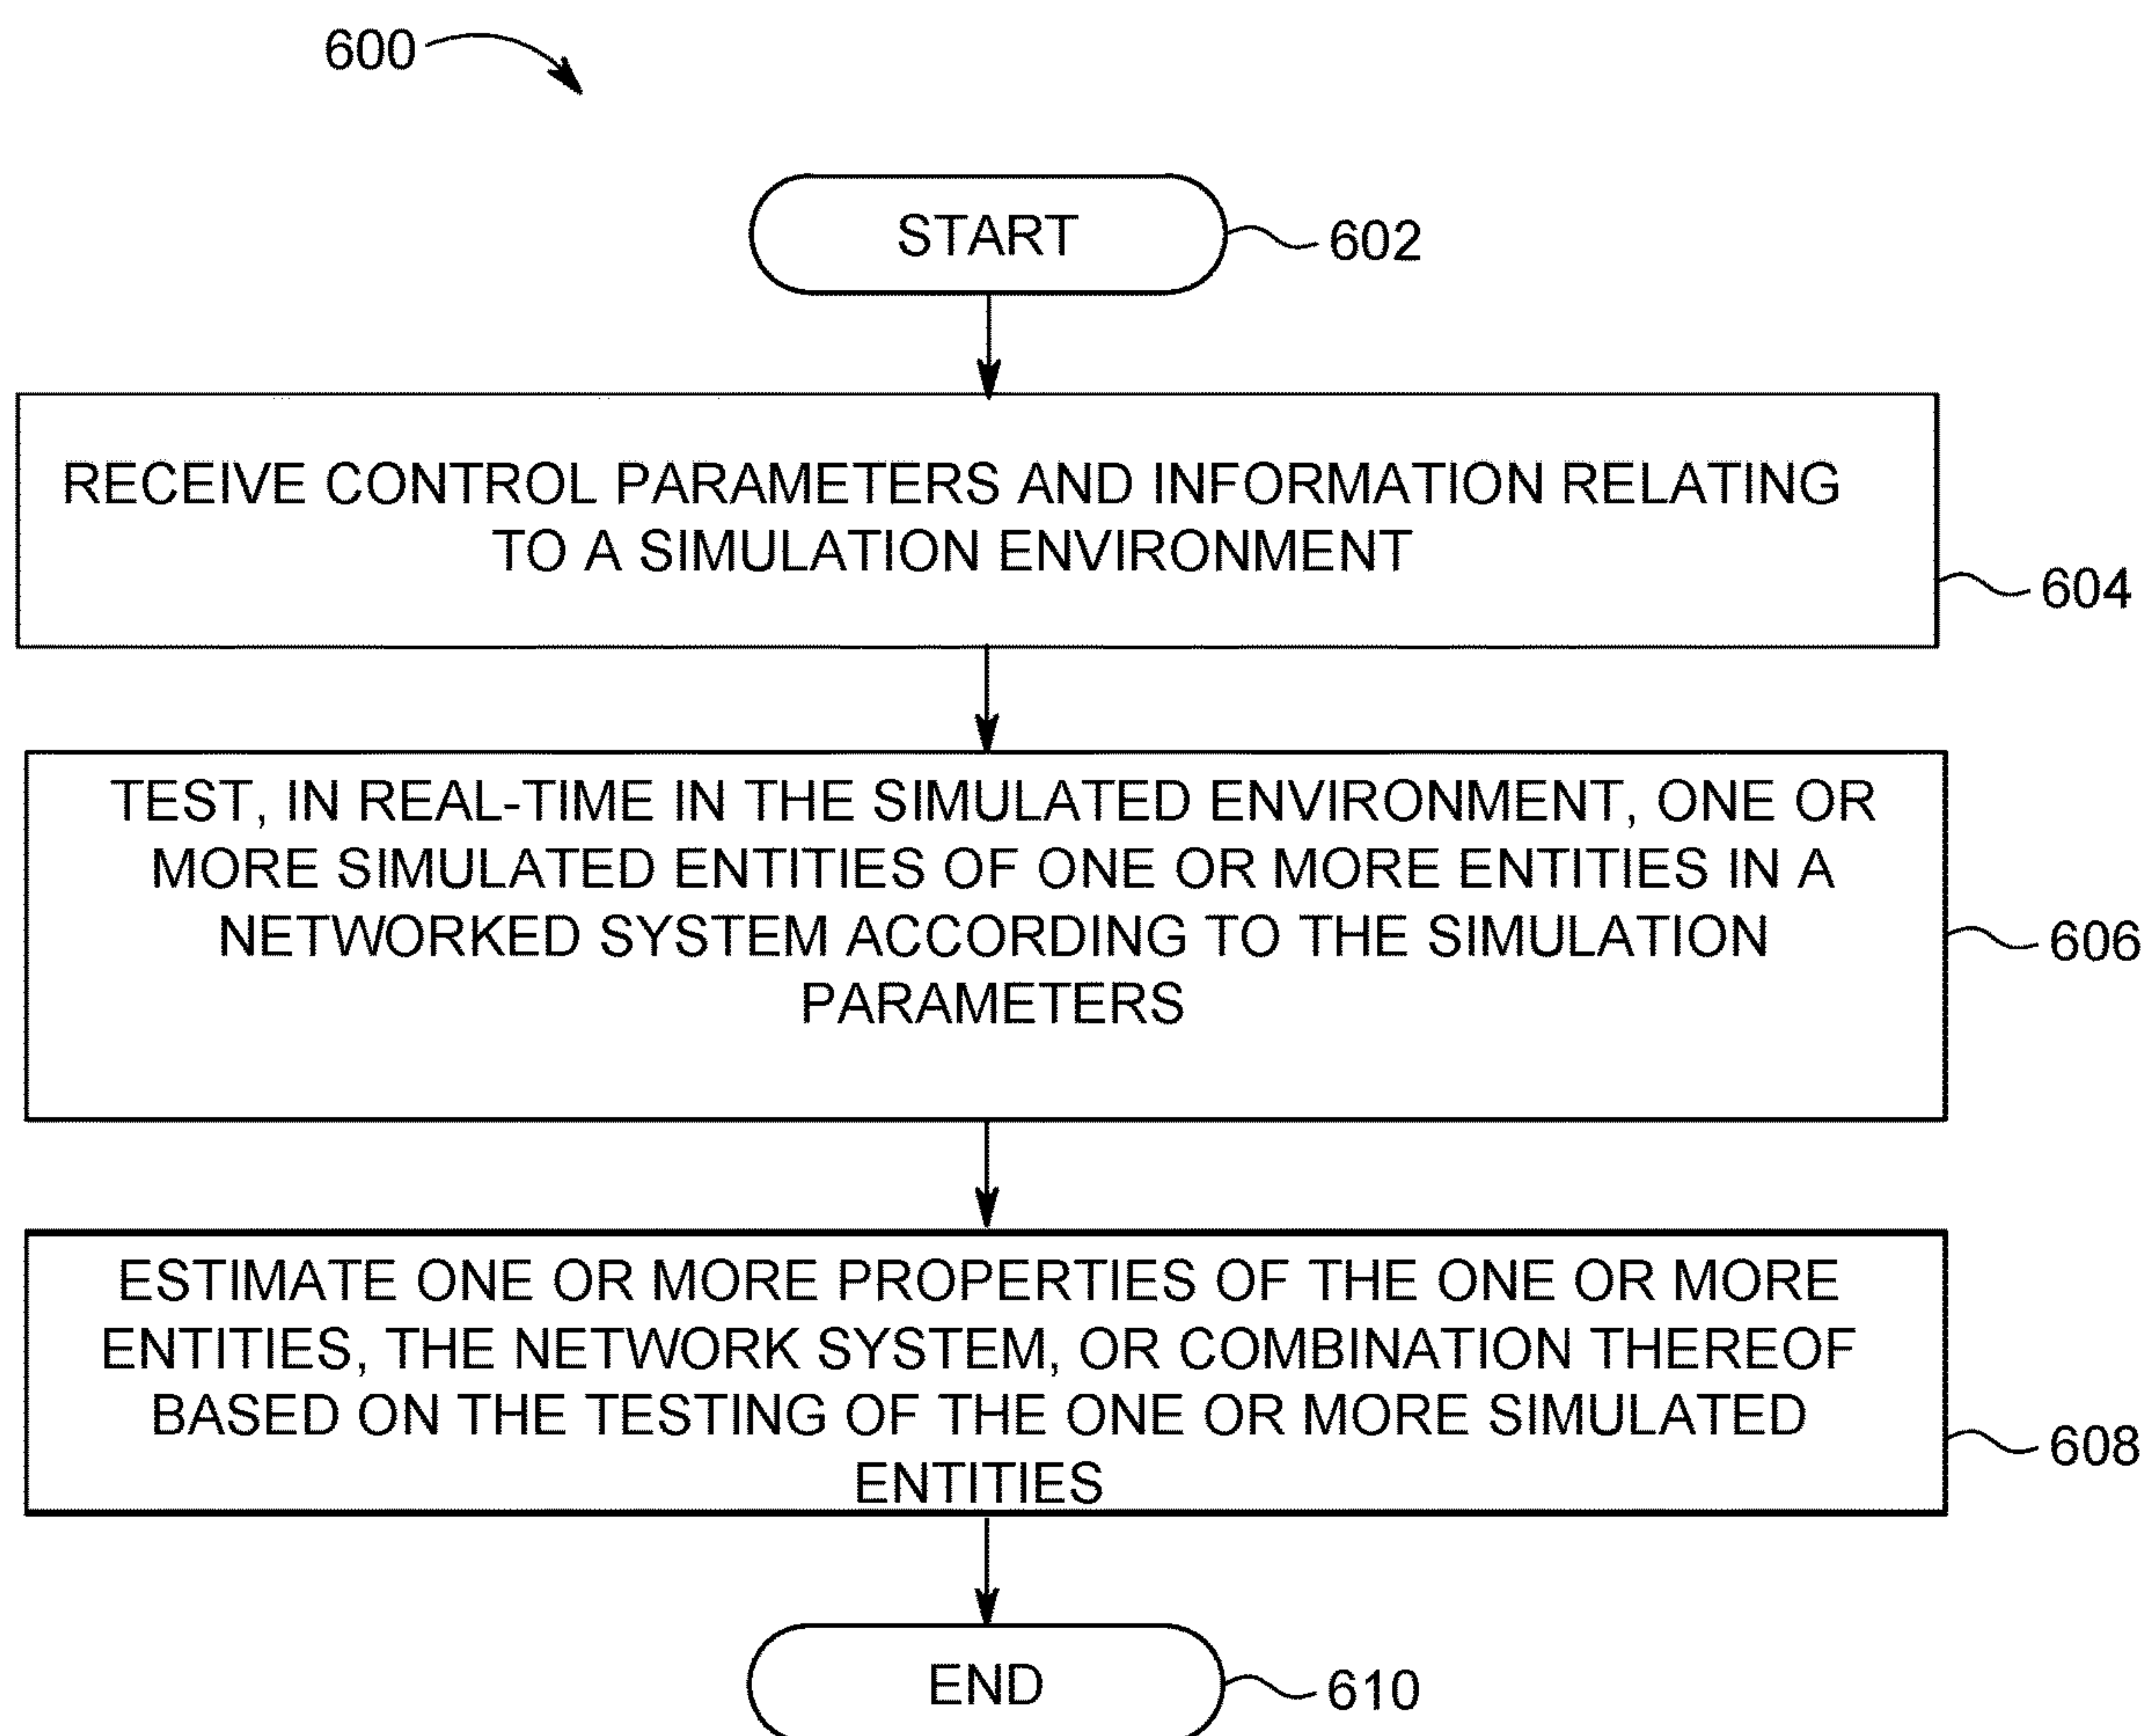 600
START
602
RECEIVE CONTROL PARAMETERS AND INFORMATION RELATING
TO A SIMULATION ENVIRONMENT
604
TEST, IN REAL-TIME IN THE SIMULATED ENVIRONMENT, ONE OR
MORE SIMULATED ENTITIES OF ONE OR MORE ENTITIES IN A
NETWORKED SYSTEM ACCORDING TO THE SIMULATION
PARAMETERS
606
ESTIMATE ONE OR MORE PROPERTIES OF THE ONE OR MORE
ENTITIES, THE NETWORK SYSTEM, OR COMBINATION THEREOF
BASED ON THE TESTING OF THE ONE OR MORE SIMULATED
ENTITIES
608
END
610